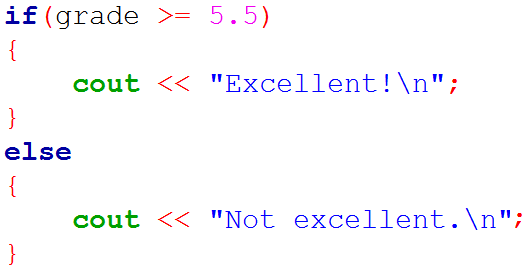 if(grade >= 5.5)
{
    cout << "Excellent!\n";
}
else
{
    cout << "Not excellent.\n";
}